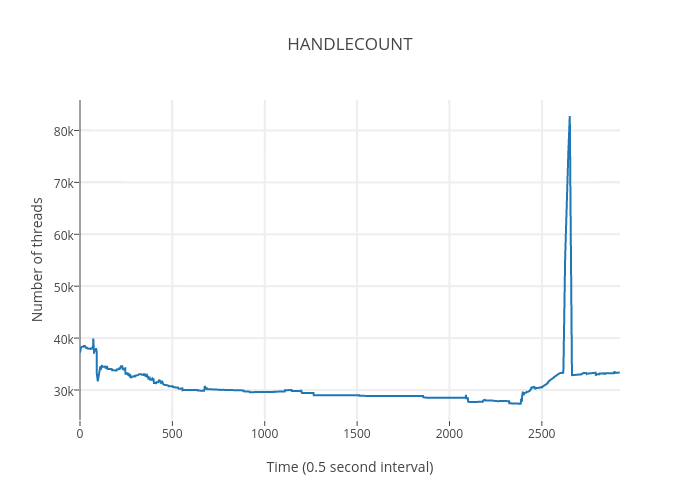 HANDLECOUNT
Number of threads
80k
70k
60k
50k
40k
30k
0 500 1000 1500 2000 2500
Time (0.5 second interval)